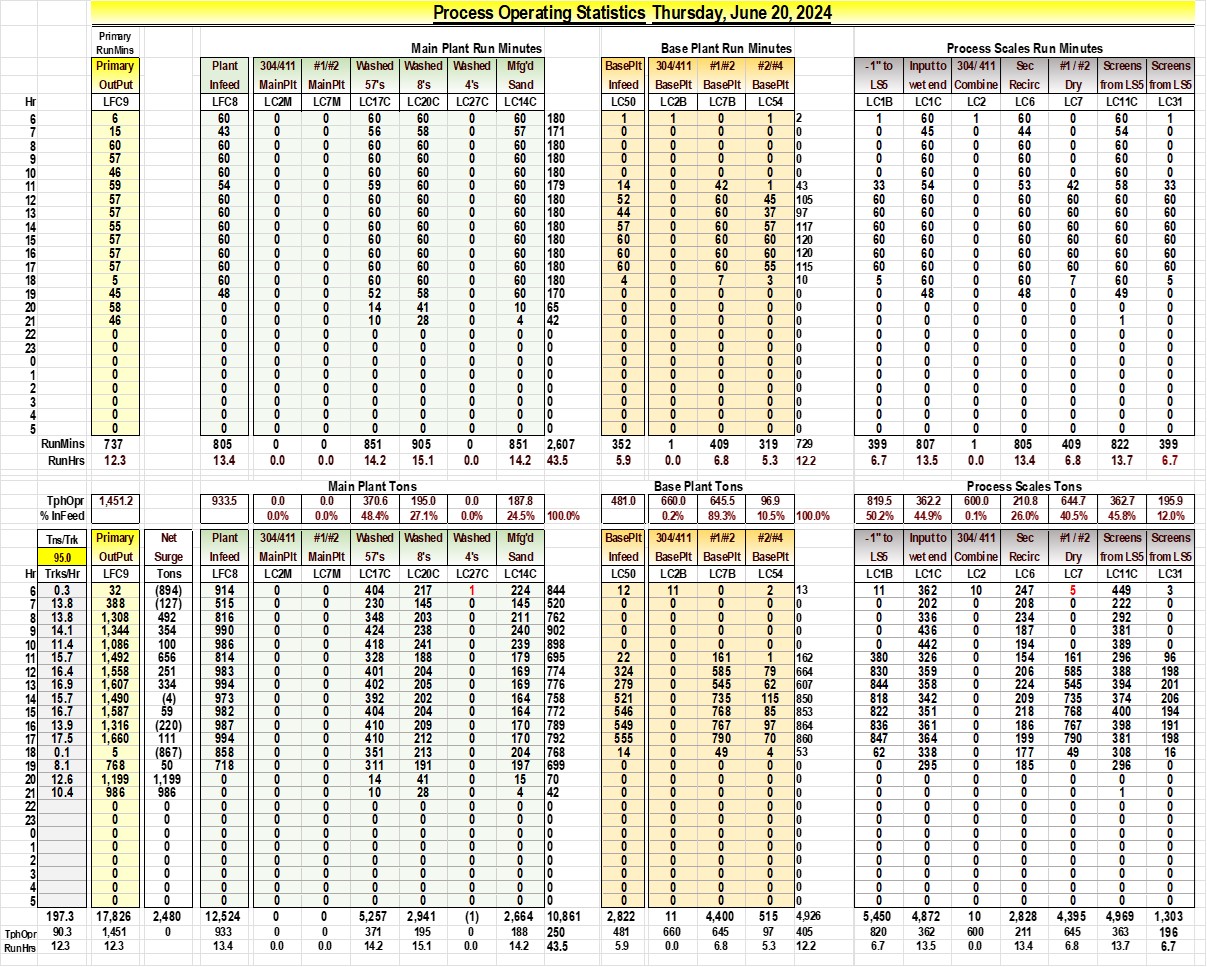 Process Operating Statistics Thursday, June 20, 2024
Primary
RunMins Main Plant Run Minutes Base Plant Run Minutes Process Scales Run Minutes
Primary Plant 304/411 #1/#2 Washed Washed Washed Mfg'd BasePlt 304/411 #1/#2 #2/#4 -1" to Input to 304/ 411 Sec #1 / #2 Screens Screens
OutPut Infeed MainPlt MainPlt 57's 8's 4's Sand Infeed BasePlt BasePlt BasePlt LS5 wet end Combine Recirc Dry from LS5 from LS5
Hr LFC9 LFC8 LC2M LC7M LC17C LC20C LC27C LC14C LC50 LC2B LC7B LC54 LC1B LC1C LC2 LC6 LC7 LC11C LC31
6 6 60 0 0 60 60 0 60 180 1 1 0 1 2 1 60 1 60 0 60 1
7 15 43 0 0 56 58 0 57 171 0 0 0 0 0 0 45 0 44 0 54 0
8 60 60 0 0 60 60 0 60 180 0 0 0 0 0 0 60 0 60 0 60 0
9 57 60 0 0 60 60 0 60 180 0 0 0 0 0 0 60 0 60 0 60 0
10 46 60 0 0 60 60 0 60 180 0 0 0 0 0 0 60 0 60 0 60 0
11 59 54 0 0 59 60 0 60 179 14 0 42 1 43 33 54 0 53 42 58 33
12 57 60 0 0 60 60 0 60 180 52 0 60 45 105 60 60 0 60 60 60 60
13 57 60 0 0 60 60 0 60 180 44 0 60 37 97 60 60 0 60 60 60 60
14 55 60 0 0 60 60 0 60 180 57 0 60 57 117 60 60 0 60 60 60 60
15 57 60 0 0 60 60 0 60 180 60 0 60 60 120 60 60 0 60 60 60 60
16 57 60 0 0 60 60 0 60 180 60 0 60 60 120 60 60 0 60 60 60 60
17 57 60 0 0 60 60 0 60 180 60 0 60 55 115 60 60 0 60 60 60 60
18 5 60 0 0 60 60 0 60 180 4 0 7 3 10 5 60 0 60 7 60 5
19 45 48 0 0 52 58 0 60 170 0 0 0 0 0 0 48 0 48 0 49 0
20 58 0 0 0 14 41 0 10 65 0 0 0 0 0 0 0 0 0 0 0 0
21 46 0 0 0 10 28 0 4 42 0 0 0 0 0 0 0 0 0 0 1 0
22 0 0 0 0 0 0 0 0 0 0 0 0 0 0 0 0 0 0 0 0 0
23 0 0 0 0 0 0 0 0 0 0 0 0 0 0 0 0 0 0 0 0 0
0 0 0 0 0 0 0 0 0 0 0 0 0 0 0 0 0 0 0 0 0 0
1 0 0 0 0 0 0 0 0 0 0 0 0 0 0 0 0 0 0 0 0 0
2 0 0 0 0 0 0 0 0 0 0 0 0 0 0 0 0 0 0 0 0 0
3 0 0 0 0 0 0 0 0 0 0 0 0 0 0 0 0 0 0 0 0 0
4 0 0 0 0 0 0 0 0 0 0 0 0 0 0 0 0 0 0 0 0 0
5 0 0 0 0 0 0 0 0 0 0 0 0 0 0 0 0 0 0 0 0 0
RunMins 737 805 0 0 851 905 0 851 2,607 352 1 409 319 729 399 807 1 805 409 822 399
RunHrs 12.3 13.4 0.0 0.0 14.2 15.1 0.0 14.2 43.5 5.9 0.0 6.8 5.3 12.2 6.7 13.5 0.0 13.4 6.8 13.7 6.7
Main Plant Tons Base Plant Tons Process Scales Tons
TphOpr 1,451.2 933.5 0.0 0.0 370.6 195.0 0.0 187.8 481.0 660.0 645.5 96.9 819.5 362.2 600.0 210.8 644.7 362.7 195.9
% InFeed 0.0% 0.0% 48.4% 27.1% 0.0% 24.5% 100.0% 0.2% 89.3% 10.5% 100.0% 50.2% 44.9% 0.1% 26.0% 40.5% 45.8% 12.0%
Tns/Trk Primary Net Plant 304/411 #1/#2 Washed Washed Washed Mfg'd BasePlt 304/411 #1/#2 #2/#4 -1" to Input to 304/ 411 Sec #1 / #2 Screens Screens
95.0 OutPut Surge Infeed MainPlt MainPlt 57's 8's 4's Sand Infeed BasePlt BasePlt BasePlt LS5 wet end Combine Recirc Dry from LS5 from LS5
Hr Trks/Hr LFC9 Tons LFC8 LC2M LC7M LC17C LC20C LC27C LC14C LC50 LC2B LC7B LC54 LC1B LC1C LC2 LC6 LC7 LC11C LC31
6 0.3 32 (894) 914 0 0 404 217 1 224 844 12 11 0 2 13 11 362 10 247 5 449 3
7 13.8 388 (127) 515 0 0 230 145 0 145 520 0 0 0 0 0 0 202 0 208 0 222 0
8 13.8 1,308 492 816 0 0 348 203 0 211 762 0 0 0 0 0 0 336 0 234 0 292 0
9 14.1 1,344 354 990 0 0 424 238 0 240 902 0 0 0 0 0 0 436 0 187 0 381 0
10 11.4 1,086 100 986 0 0 418 241 0 239 898 0 0 0 0 0 0 442 0 194 0 389 0
11 15.7 1,492 656 814 0 0 328 188 0 179 695 22 0 161 1 162 380 326 0 154 161 296 96
12 16.4 1,558 251 983 0 0 401 204 0 169 774 324 0 585 79 664 830 359 0 206 585 388 198
13 16.9 1,607 334 994 0 0 402 205 0 169 776 279 0 545 62 607 844 358 0 224 545 394 201
14 15.7 1,490 (4) 973 0 0 392 202 0 164 758 521 0 735 115 850 818 342 0 209 735 374 206
15 16.7 1,587 59 982 0 0 404 204 0 164 772 546 0 768 85 853 822 351 0 218 768 400 194
16 13.9 1,316 (220) 987 0 0 410 209 0 170 789 549 0 767 97 864 836 361 0 186 767 398 191
17 17.5 1,660 111 994 0 0 410 212 0 170 792 555 0 790 70 860 847 364 0 199 790 381 198
18 0.1 5 (867) 858 0 0 351 213 0 204 768 14 0 49 4 53 62 338 0 177 49 308 16
19 8.1 768 50 718 0 0 311 191 0 197 699 0 0 0 0 0 0 295 0 185 0 296 0
20 12.6 1,199 1,199 0 0 0 14 41 0 15 70 0 0 0 0 0 0 0 0 0 0 0 0
21 10.4 986 986 0 0 0 10 28 0 4 42 0 0 0 0 0 0 0 0 0 0 1 0
22 0 0 0 0 0 0 0 0 0 0 0 0 0 0 0 0 0 0 0 0 0 0
23 0 0 0 0 0 0 0 0 0 0 0 0 0 0 0 0 0 0 0 0 0 0
0 0 0 0 0 0 0 0 0 0 0 0 0 0 0 0 0 0 0 0 0 0 0
1 0 0 0 0 0 0 0 0 0 0 0 0 0 0 0 0 0 0 0 0 0 0
2 0 0 0 0 0 0 0 0 0 0 0 0 0 0 0 0 0 0 0 0 0 0
3 0 0 0 0 0 0 0 0 0 0 0 0 0 0 0 0 0 0 0 0 0 0
4 0 0 0 0 0 0 0 0 0 0 0 0 0 0 0 0 0 0 0 0 0 0
5 0 0 0 0 0 0 0 0 0 0 0 0 0 0 0 0 0 0 0 0 0 0
197.3 17,826 2,480 12,524 0 0 5,257 2,941 (1) 2,664 10,861 2,822 11 4,400 515 4,926 5,450 4,872 10 2,828 4,395 4,969 1,303
TphOpr 90.3 1,451 0 933 0 0 371 195 0 188 250 481 660 645 97 405 820 362 600 211 645 363 196
RunHrs 12.3 12.3 13.4 0.0 0.0 14.2 15.1 0.0 14.2 43.5 5.9 0.0 6.8 5.3 12.2 6.7 13.5 0.0 13.4 6.8 13.7 6.7